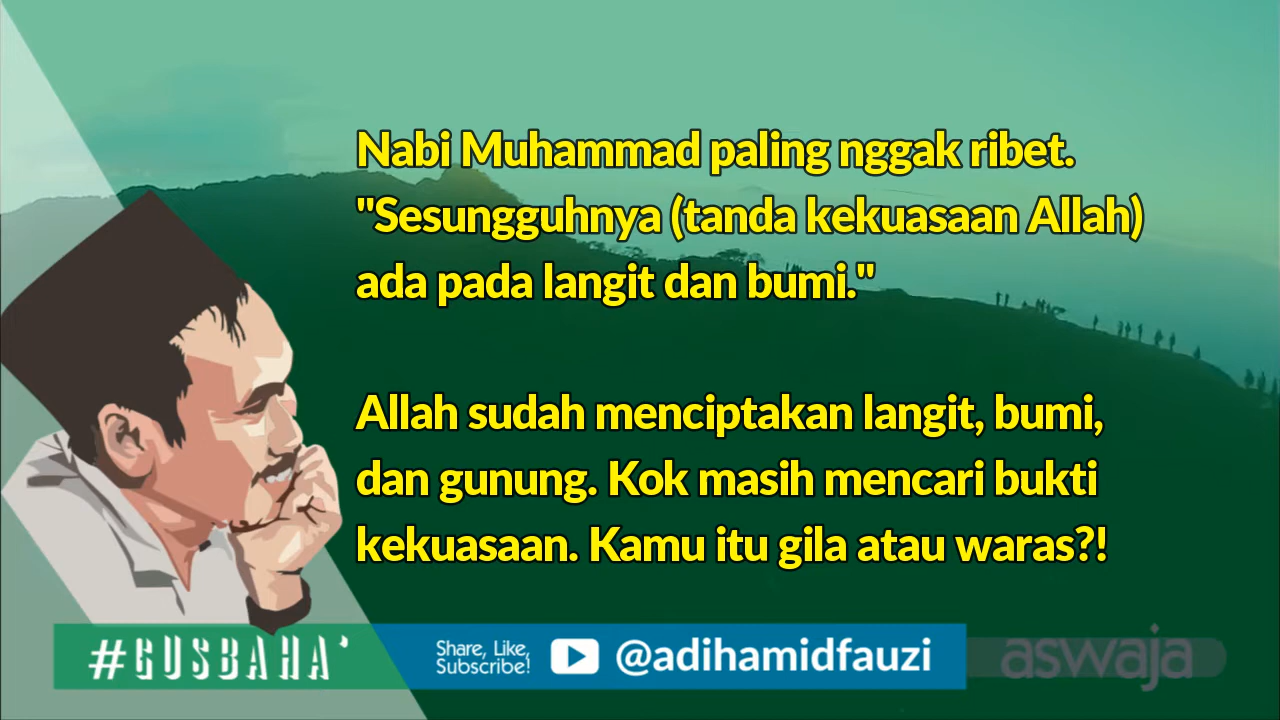 Nabi Muhammad paling nggak ribet.
"Sesungguhnya (tanda kekuasaan Allah)
ada pada langit dan bumi."
Allah sudah menciptakan langit, bumi,
dan gunung. Kok masih mencari bukti
kekuasaan. Kamu itu gila atau waras?!
#GUSBAHA'
Share, Like,
Subscribe!
@adihamidfauzi
aswaja